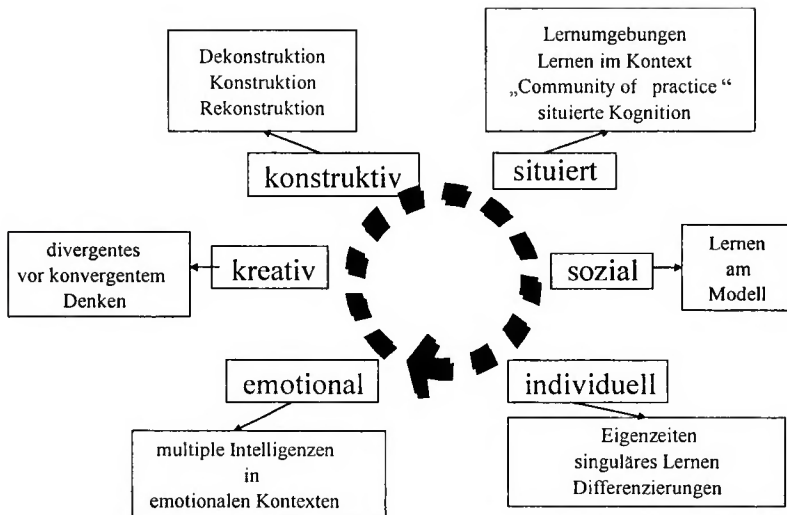 Dekonstruktion
Konstruktion
Rekonstruktion
Lernumgebungen
Lernen im Kontext
„Community of practice“
situierte Kognition
konstruktiv
situiert
divergentes
vor konvergentem
Denken
kreativ
sozial
Lernen
am
Modell
emotional
individuell
multiple Intelligenzen
in
emotionalen Kontexten
Eigenzeiten
singuläres Lernen
Differenzierungen